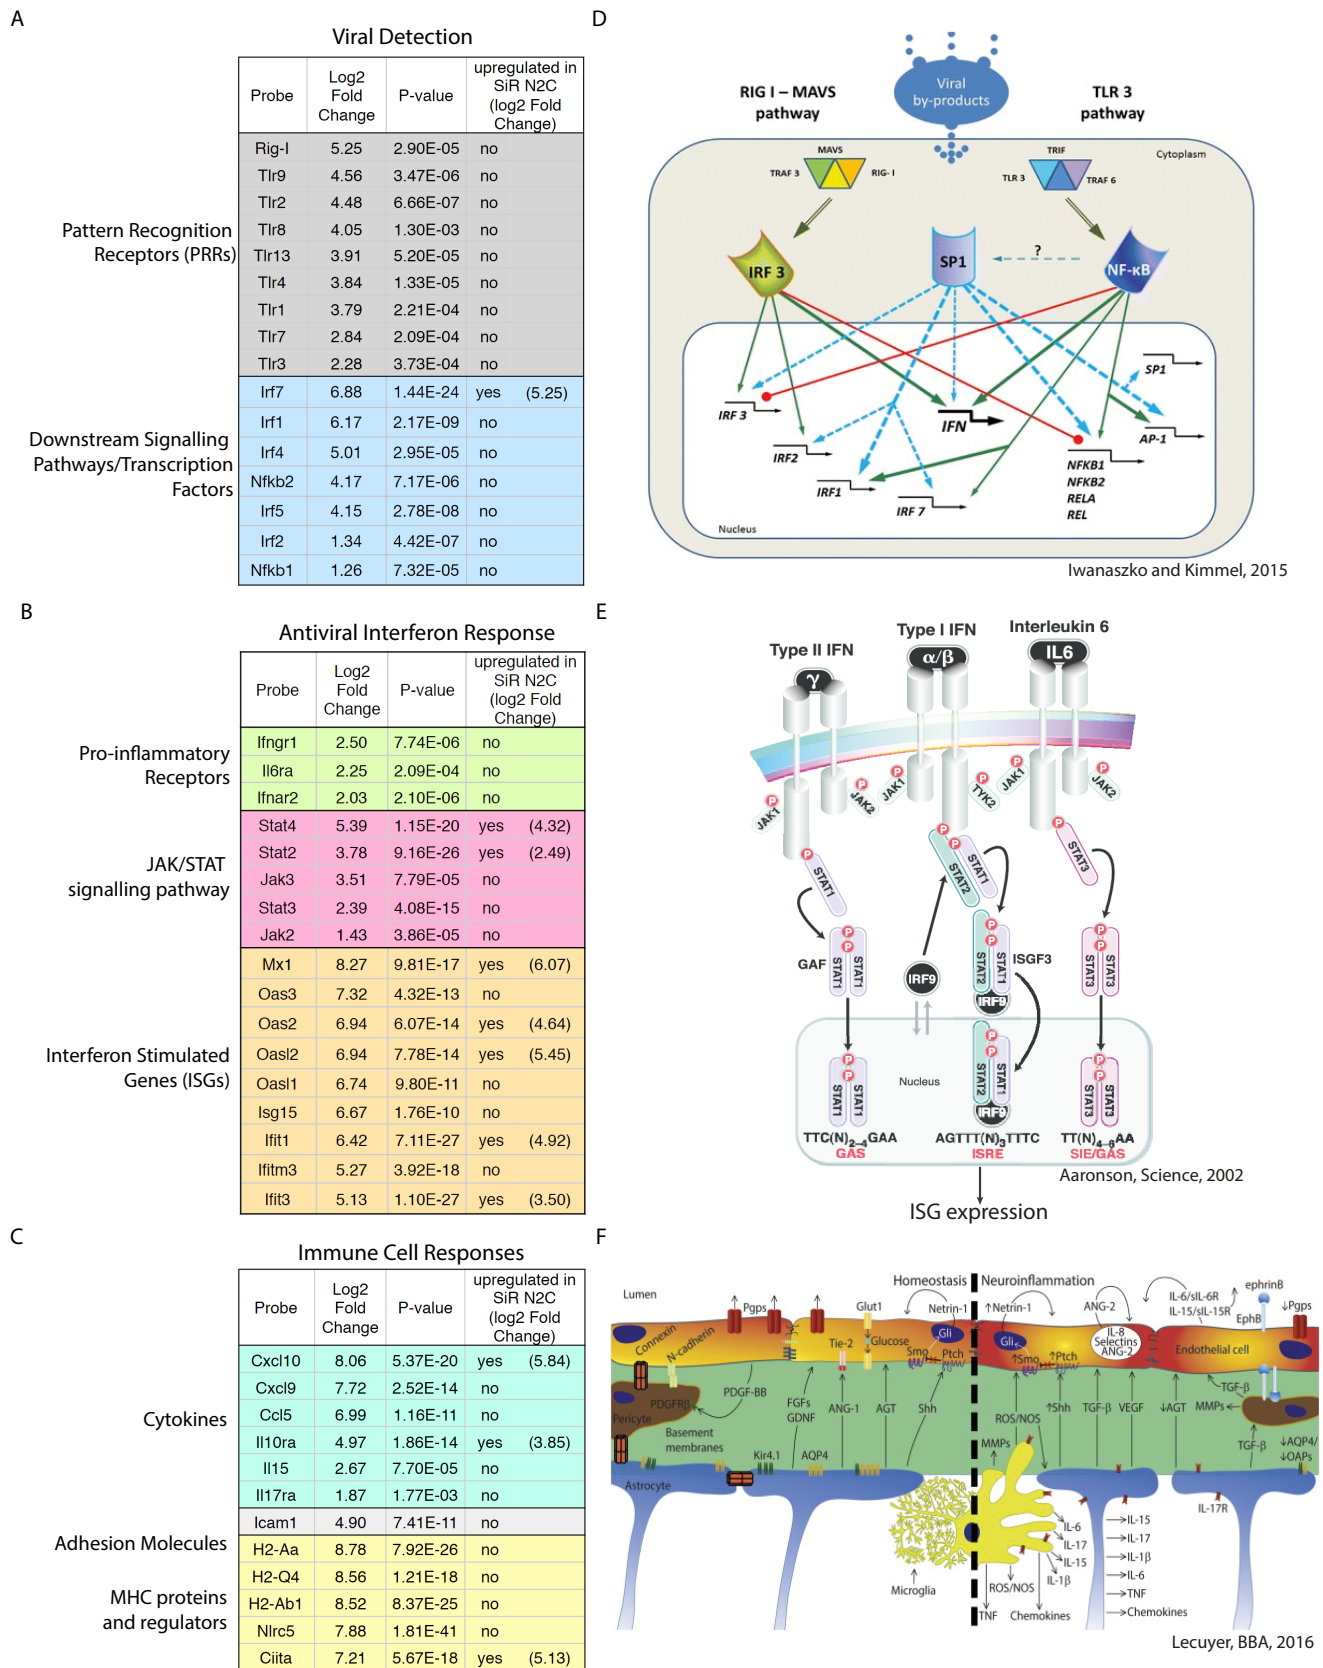 A
Viral Detection
Probe
Log2 Fold Change
P-value
upregulated in SiR N2C (log2 Fold Change)
Pattern Recognition Receptors (PRRs)
Rig-I 5.25 2.90E-05 no
Tlr9 4.56 3.47E-06 no
Tlr2 4.48 6.66E-07 no
Tlr8 4.05 1.30E-03 no
Tlr13 3.91 5.20E-05 no
Tlr4 3.84 1.33E-05 no
Tlr1 3.79 2.21E-04 no
Tlr7 2.84 2.09E-04 no
Tlr3 2.28 3.73E-04 no
Downstream Signalling Pathways/Transcription Factors
Irf7 6.88 1.44E-24 yes (5.25)
Irf1 6.17 2.17E-09 no
Irf4 5.01 2.95E-05 no
Nfkb2 4.17 7.17E-06 no
Irf5 4.15 2.78E-08 no
Irf2 1.34 4.42E-07 no
Nfkb1 1.26 7.32E-05 no
B
Antiviral Interferon Response
Probe
Log2 Fold Change
P-value
upregulated in SiR N2C (log2 Fold Change)
Pro-inflammatory Receptors
Ifngr1 2.50 7.74E-06 no
Il6ra 2.25 2.09E-04 no
Ifnar2 2.03 2.10E-06 no
JAK/STAT signalling pathway
Stat4 5.39 1.15E-20 yes (4.32)
Stat2 3.78 9.16E-26 yes (2.49)
Jak3 3.51 7.79E-05 no
Stat3 2.39 4.08E-15 no
Jak2 1.43 3.86E-05 no
Interferon Stimulated Genes (ISGs)
Mx1 8.27 9.81E-17 yes (6.07)
Oas3 7.32 4.32E-13 no
Oas2 6.94 6.07E-14 yes (4.64)
Oasl2 6.94 7.78E-14 yes (5.45)
Oasl1 6.74 9.80E-11 no
Isg15 6.67 1.76E-10 no
Ifit1 6.42 7.11E-27 yes (4.92)
Ifitm3 5.27 3.92E-18 no
Ifit3 5.13 1.10E-27 yes (3.50)
C
Immune Cell Responses
Probe
Log2 Fold Change
P-value
upregulated in SiR N2C (log2 Fold Change)
Cytokines
Cxcl10 8.06 5.37E-20 yes (5.84)
Cxcl9 7.72 2.52E-14 no
Ccl5 6.99 1.16E-11 no
Il10ra 4.97 1.86E-14 yes (3.85)
Il15 2.67 7.70E-05 no
Il17ra 1.87 1.77E-03 no
Adhesion Molecules
Icam1 4.90 7.41E-11 no
MHC proteins and regulators
H2-Aa 8.78 7.92E-26 no
H2-Q4 8.56 1.21E-18 no
H2-Ab1 8.52 8.37E-25 no
Nlrc5 7.88 1.81E-41 no
Ciita 7.21 5.67E-18 yes (5.13)
D
Viral by-products
RIG I – MAVS pathway
TLR 3 pathway
Cytoplasm
MAVS
TRAF 3
RIG- I
TRIF
TLR 3
TRAF 6
IRF 3
SP1
?
NF-κB
SP1
IRF 3
IFN
AP-1
IRF2
NFKB1
NFKB2
RELA
REL
IRF1
IRF 7
Nucleus
Iwanaszko and Kimmel, 2015
E
Type II IFN
Type I IFN
Interleukin 6
γ
α/β
IL6
P
JAK1
P
JAK2
P
JAK1
P
TYK2
P
JAK1
P
JAK2
P
STAT1
P
STAT2
P
STAT1
P
STAT3
GAF
P
P
STAT1
STAT1
IRF9
P
P
STAT2
STAT1
IRF9
ISGF3
P
P
STAT3
STAT3
Nucleus
P
P
STAT1
STAT1
P
P
STAT2
STAT1
IRF9
P
P
STAT3
STAT3
TTC(N)2–4GAA
GAS
AGTTT(N)3TTTC
ISRE
TT(N)4–6AA
SIE/GAS
Aaronson, Science, 2002
ISG expression
F
Homeostasis
Neuroinflammation
Lumen
Pgps
Glut1
Netrin-1
↑Netrin-1
ANG-2
IL-6/sIL-6R
IL-15/sIL-15R
ephrinB
EphB
↓Pgps
Connexin
N-cadherin
Tie-2
Glucose
Gli
Smo
Ptch
Gli
↑Smo
↑Ptch
IL-8
Selectins
ANG-2
Endothelial cell
PDGFRβ
PDGF-BB
Pericyte
Basement membranes
FGFs
GDNF
ANG-1
AGT
Shh
ROS/NOS
↑Shh
TGF-β
VEGF
↓AGT
MMPs
TGF-β
MMPs
TGF-β
↓AQP4/
↓OAPs
Kir4.1
AQP4
Astrocyte
IL-17R
Microglia
IL-6
IL-17
IL-15
IL-1β
ROS/NOS
TNF
Chemokines
IL-15
IL-17
IL-1β
IL-6
TNF
Chemokines
Lecuyer, BBA, 2016